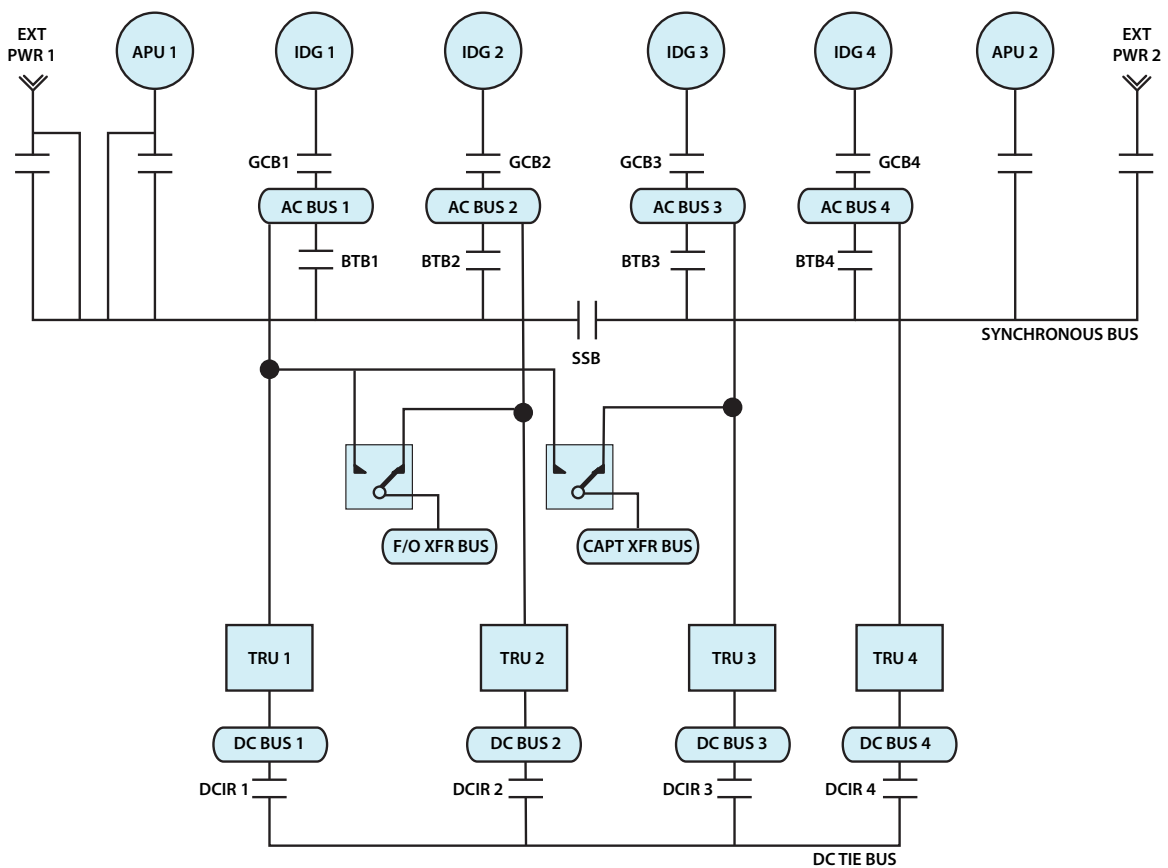 EXT
PWR 1
APU 1
IDG 1
IDG 2
IDG 3
IDG 4
APU 2
EXT
PWR 2
GCB1
GCB2
GCB3
GCB4
AC BUS 1
AC BUS 2
AC BUS 3
AC BUS 4
BTB1
BTB2
BTB3
BTB4
SYNCHRONOUS BUS
SSB
F/O XFR BUS
CAPT XFR BUS
TRU 1
TRU 2
TRU 3
TRU 4
DC BUS 1
DC BUS 2
DC BUS 3
DC BUS 4
DCIR 1
DCIR 2
DCIR 3
DCIR 4
DC TIE BUS